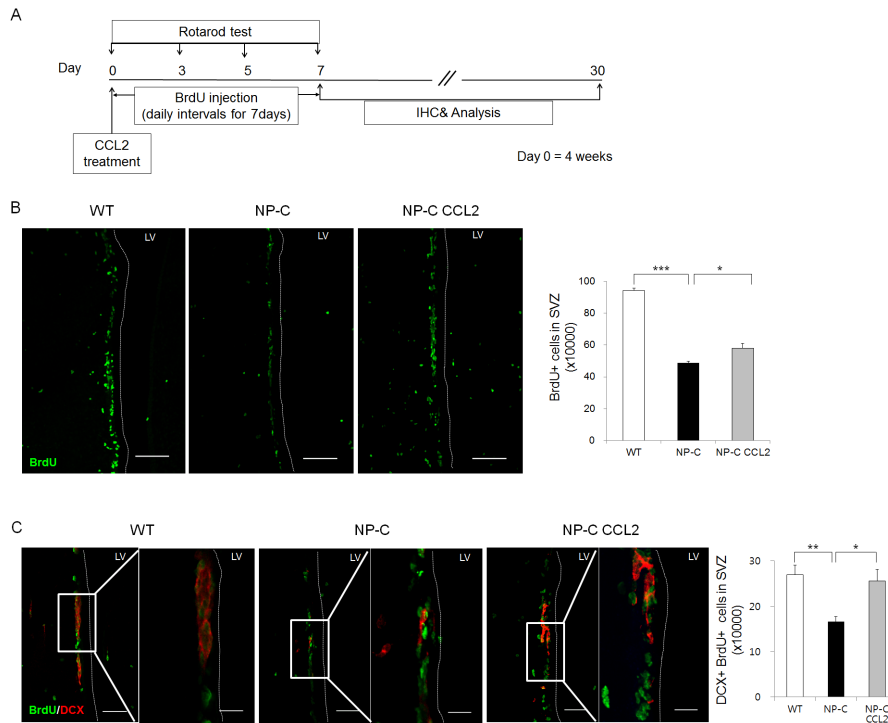 A
Rotarod test
Day 0 3 5 7 30
BrdU injection
(daily intervals for 7days)
IHC& Analysis
CCL2
treatment
Day 0 = 4 weeks
B
WT NP-C NP-C CCL2
LV LV LV
BrdU
BrdU+ cells in SVZ
(x10000)
*** *
100
80
60
40
20
0
WT NP-C NP-C CCL2
C
WT NP-C NP-C CCL2
LV LV LV LV LV LV
BrdU/DCX
DCX+ BrdU+ cells in SVZ
(x10000)
** *
30
20
10
0
WT NP-C NP-C
CCL2